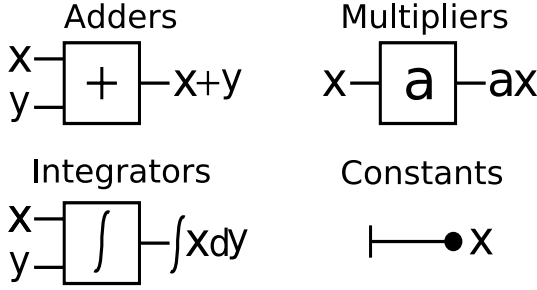 Adders
Multipliers
x
y
+
x+y
x
a
ax
Integrators
Constants
x
y
∫
∫xdy
x